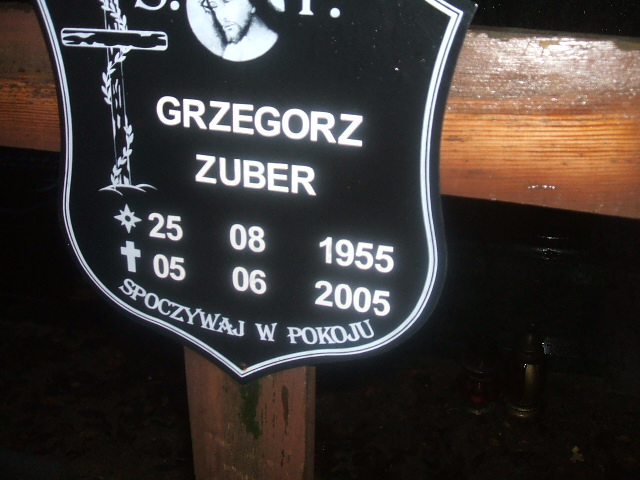 Ś. P.
GRZEGORZ
ZUBER
25 08 1955
05 06 2005
SPOCZYWAJ W POKOJU